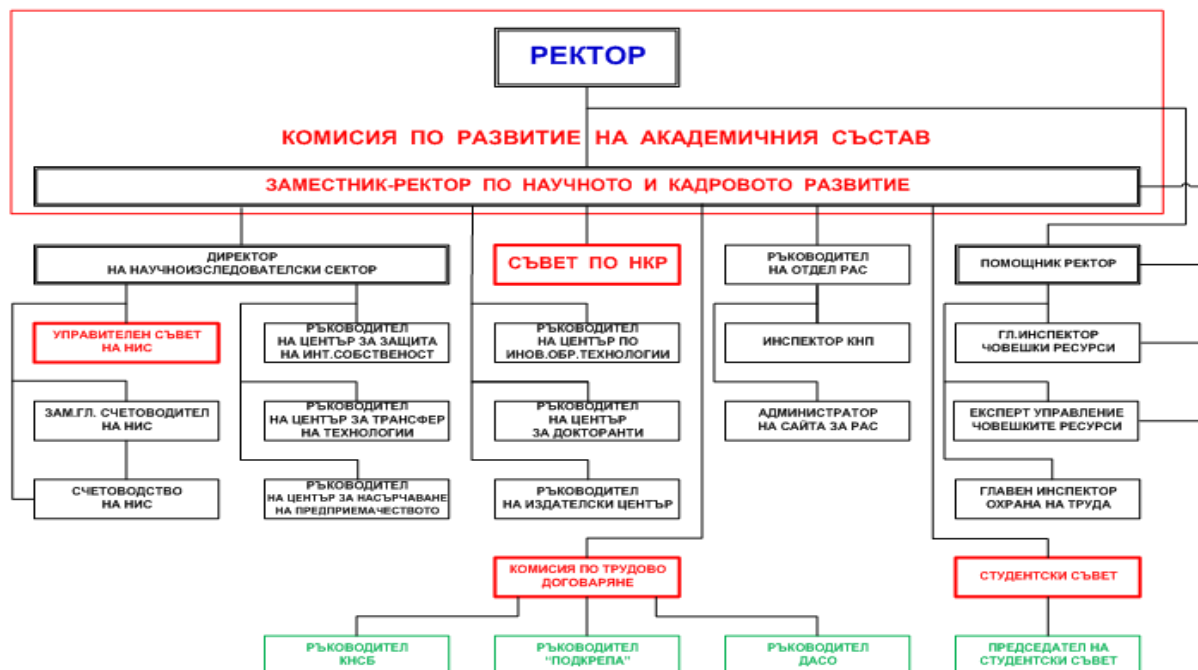 РЕКТОР
КОМИСИЯ ПО РАЗВИТИЕ НА АКАДЕМИЧНИЯ СЪСТАВ
ЗАМЕСТНИК-РЕКТОР ПО НАУЧНОТО И КАДРОВОТО РАЗВИТИЕ
ДИРЕКТОР
НА НАУЧНОИЗСЛЕДОВАТЕЛСКИ СЕКТОР
СЪВЕТ ПО НКР
РЪКОВОДИТЕЛ
НА ОТДЕЛ РАС
ПОМОЩНИК РЕКТОР
УПРАВИТЕЛЕН СЪВЕТ
НА НИС
РЪКОВОДИТЕЛ
НА ЦЕНТЪР ЗА ЗАЩИТА
НА ИНТ.СОБСТВЕНОСТ
РЪКОВОДИТЕЛ
НА ЦЕНТЪР ПО
ИНОВ.ОБР.ТЕХНОЛОГИИ
ИНСПЕКТОР КНП
ГЛ.ИНСПЕКТОР
ЧОВЕШКИ РЕСУРСИ
ЗАМ.ГЛ. СЧЕТОВОДИТЕЛ
НА НИС
РЪКОВОДИТЕЛ
НА ЦЕНТЪР ЗА ТРАНСФЕР
НА ТЕХНОЛОГИИ
РЪКОВОДИТЕЛ
НА ЦЕНТЪР
ЗА ДОКТОРАНТИ
АДМИНИСТРАТОР
НА САЙТА ЗА РАС
ЕКСПЕРТ УПРАВЛЕНИЕ
ЧОВЕШКИТЕ РЕСУРСИ
СЧЕТОВОДСТВО
НА НИС
РЪКОВОДИТЕЛ
НА ЦЕНТЪР ЗА НАСЪРЧАВАНЕ
НА ПРЕДПРИЕМАЧЕСТВОТО
РЪКОВОДИТЕЛ
НА ИЗДАТЕЛСКИ ЦЕНТЪР
ГЛАВЕН ИНСПЕКТОР
ОХРАНА НА ТРУДА
КОМИСИЯ ПО ТРУДОВО
ДОГОВАРЯНЕ
СТУДЕНТСКИ СЪВЕТ
РЪКОВОДИТЕЛ
КНСБ
РЪКОВОДИТЕЛ
"ПОДКРЕПА"
РЪКОВОДИТЕЛ
ДАСО
ПРЕДСЕДАТЕЛ НА
СТУДЕНТСКИ СЪВЕТ